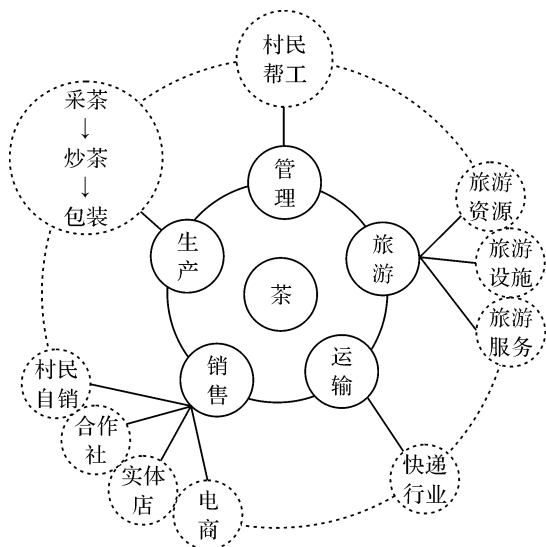 村民
帮工
采茶
↓
炒茶
↓
包装
管
理
旅游
资源
生
产
旅
游
旅游
设施
茶
旅游
服务
销
售
运
输
村民
自销
合作
社
实体
店
电
商
快递
行业